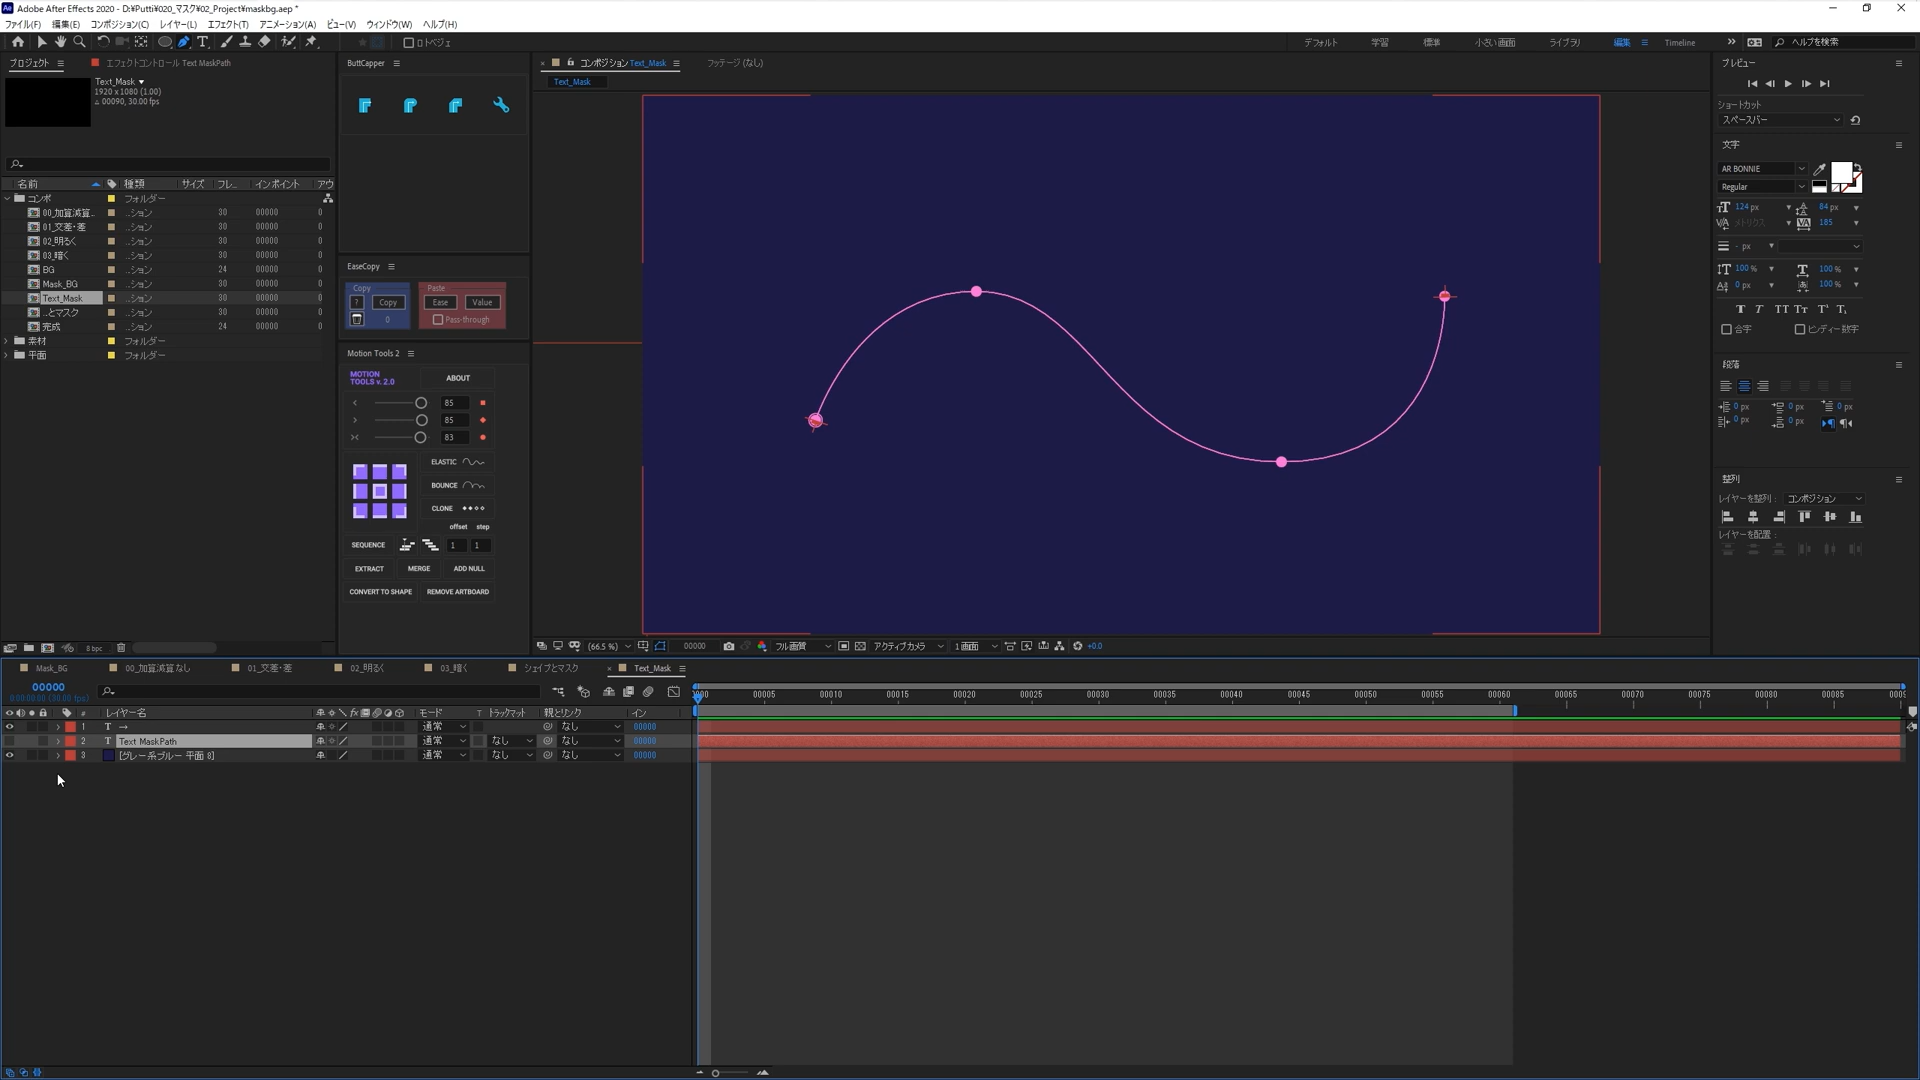 Adobe After Effects 2020 - D:¥Putti¥020_マスク¥02_Project¥maskbg.aep *
ファイル(F) 編集(E) コンポジション(C) レイヤー(L) エフェクト(T) アニメーション(A) ビュー(V) ウィンドウ(W) ヘルプ(H)
ロトベジェ
デフォルト 学習 標準 小さい画面 ライブラリ 編集 Timeline ヘルプを検索
プロジェクト エフェクトコントロール Text MaskPath
Text_Mask
1920 x 1080 (1.00)
Δ 00090, 30.00 fps
名前 種類 サイズ フレ... インポイント アウ
コンポ フォルダー
00_加算減算... ...ション 30 00000 0
01_交差・差 ...ション 30 00000 0
02_明るく ...ション 30 00000 0
03_暗く ...ション 30 00000 0
BG ...ション 24 00000 0
Mask_BG ...ション 30 00000 0
Text_Mask ...ション 30 00000 0
...とマスク ...ション 30 00000 0
完成 ...ション 24 00000 0
素材 フォルダー
平面 フォルダー
8 bpc
ButtCapper
EaseCopy
Copy Paste
? Copy Ease Value
0 Pass-through
Motion Tools 2
MOTION TOOLS v. 2.0 ABOUT
85
85
83
ELASTIC
BOUNCE
CLONE
offset step
SEQUENCE 1 1
EXTRACT MERGE ADD NULL
CONVERT TO SHAPE REMOVE ARTBOARD
コンポジション Text_Mask フッテージ (なし)
Text_Mask
(66.5 %) 00000 フル画質 アクティブカメラ 1画面 +0.0
プレビュー
ショートカット
スペースバー
文字
AR BONNIE
Regular
124 px 84 px
メトリクス 185
- px
100 % 100 %
0 px 100 %
合字 ヒンディー数字
段落
0 px 0 px 0 px
0 px 0 px
整列
レイヤーを整列: コンポジション
レイヤーを配置:
Mask_BG 00_加算減算なし 01_交差・差 02_明るく 03_暗く シェイプとマスク Text_Mask
00000
0:00:00:00 (30.00 fps)
# レイヤー名 モード T トラックマット 親とリンク イン
1 T → 通常 なし 00000
2 T Text MaskPath 通常 なし なし 00000
3 [グレー系ブルー 平面 8] 通常 なし なし 00000
00005 00010 00015 00020 00025 00030 00035 00040 00045 00050 00055 00060 00065 00070 00075 00080 00085